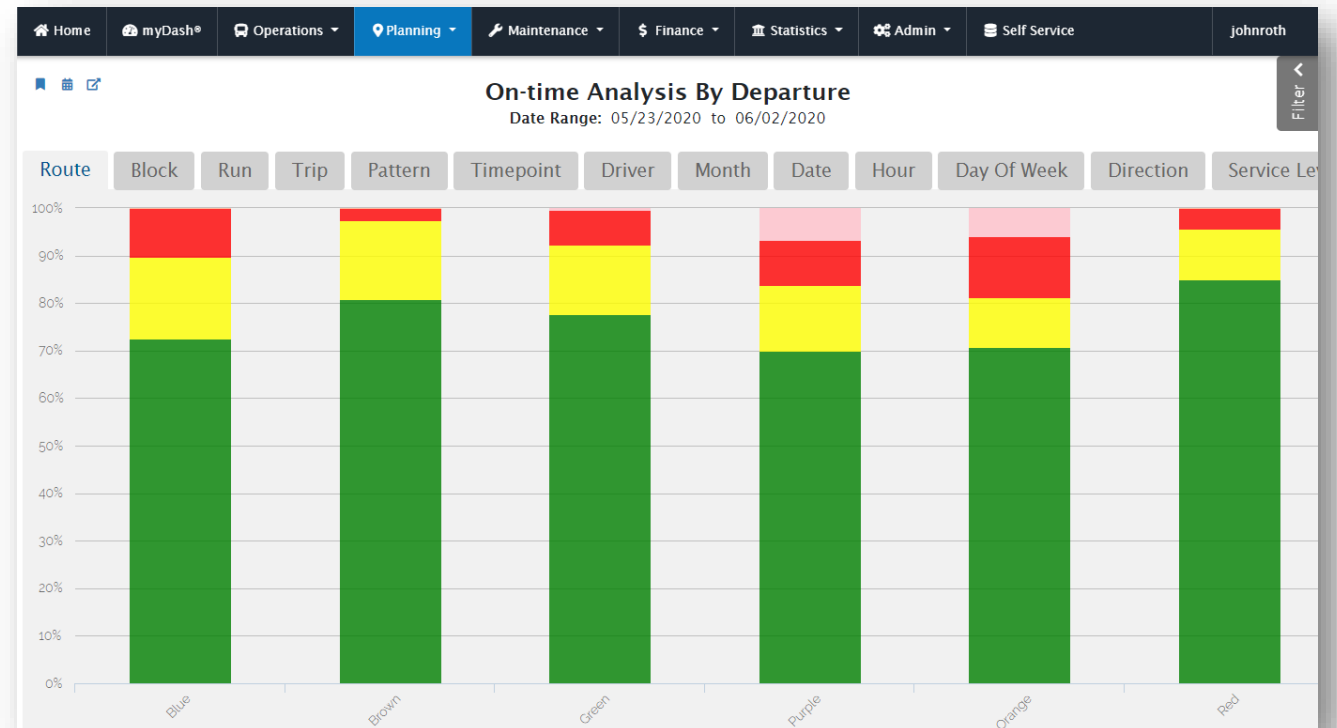 Home myDash® Operations Planning Maintenance $ Finance Statistics Admin Self Service johnroth
Filter
On-time Analysis By Departure
Date Range: 05/23/2020 to 06/02/2020
Route Block Run Trip Pattern Timepoint Driver Month Date Hour Day Of Week Direction Service Le
100%
90%
80%
70%
60%
50%
40%
30%
20%
10%
0%
Blue Brown Green Purple Orange Red